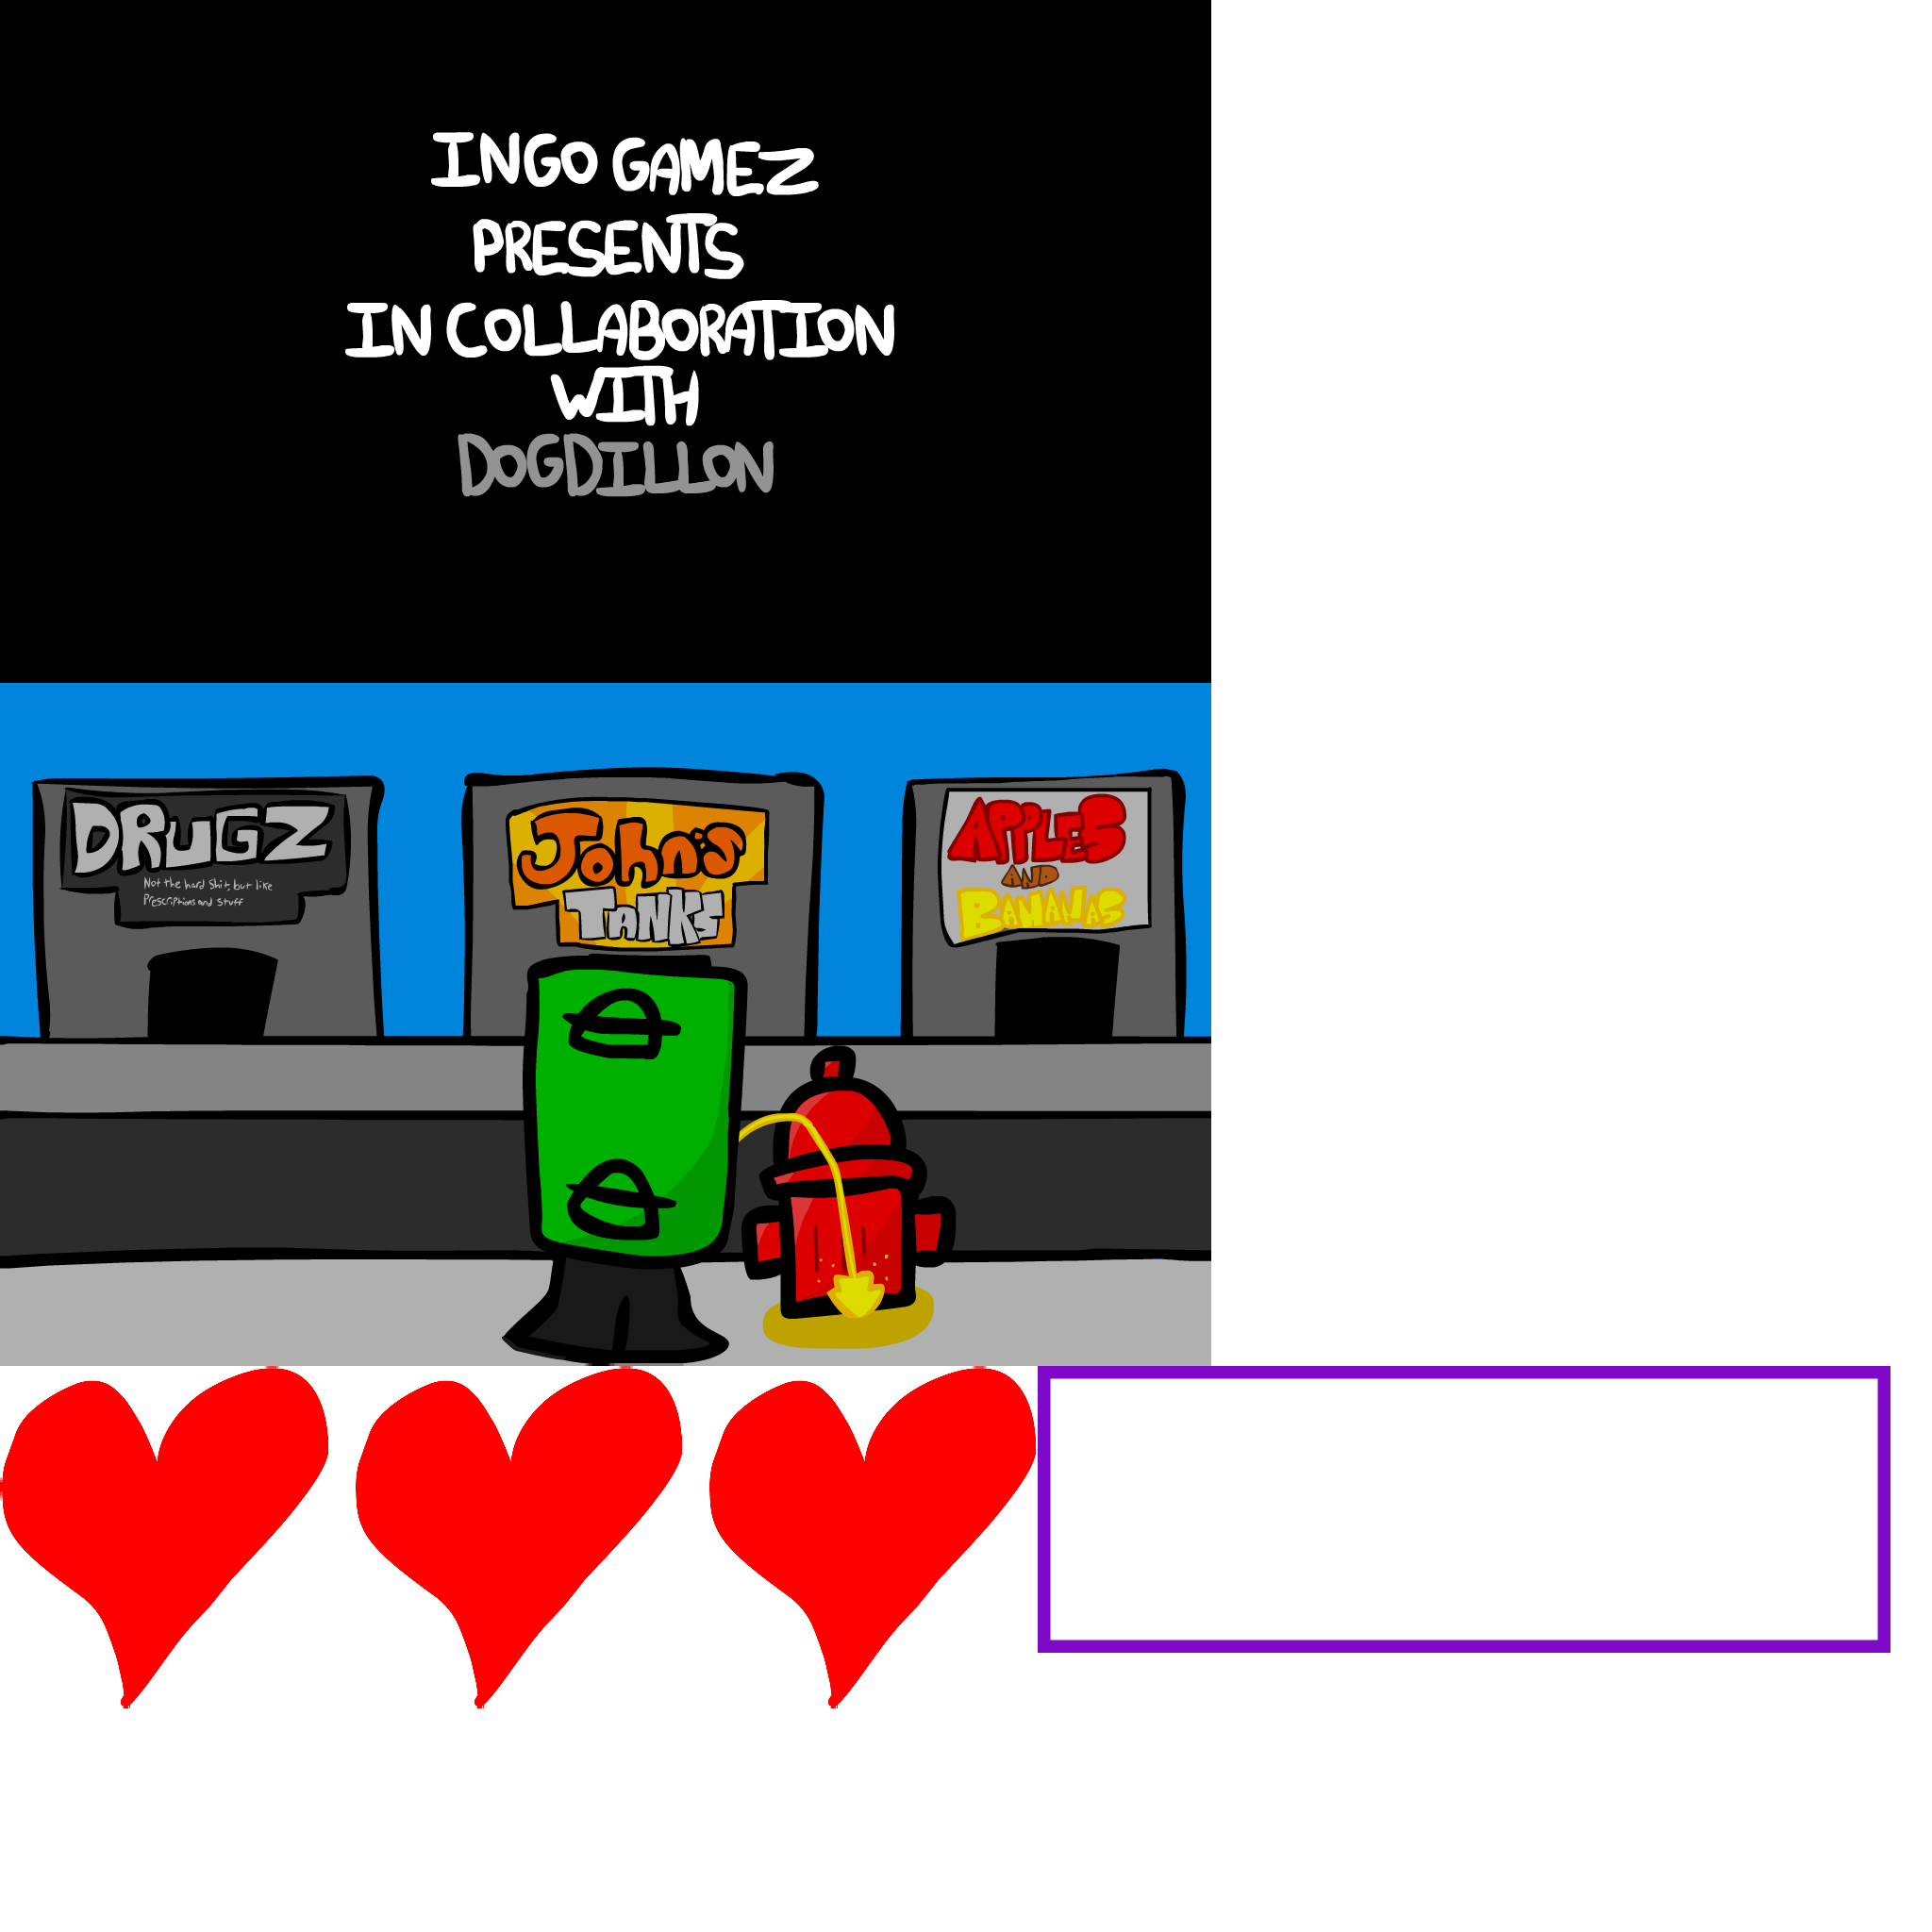 INGO GAMEZ
PRESENTS
IN COLLABORATION
WITH
DOGDILLON
DRUGZ
Not the hard shit, but like
Prescriptions and stuff
John's
TANKS
APPLES
AND
BANANAS